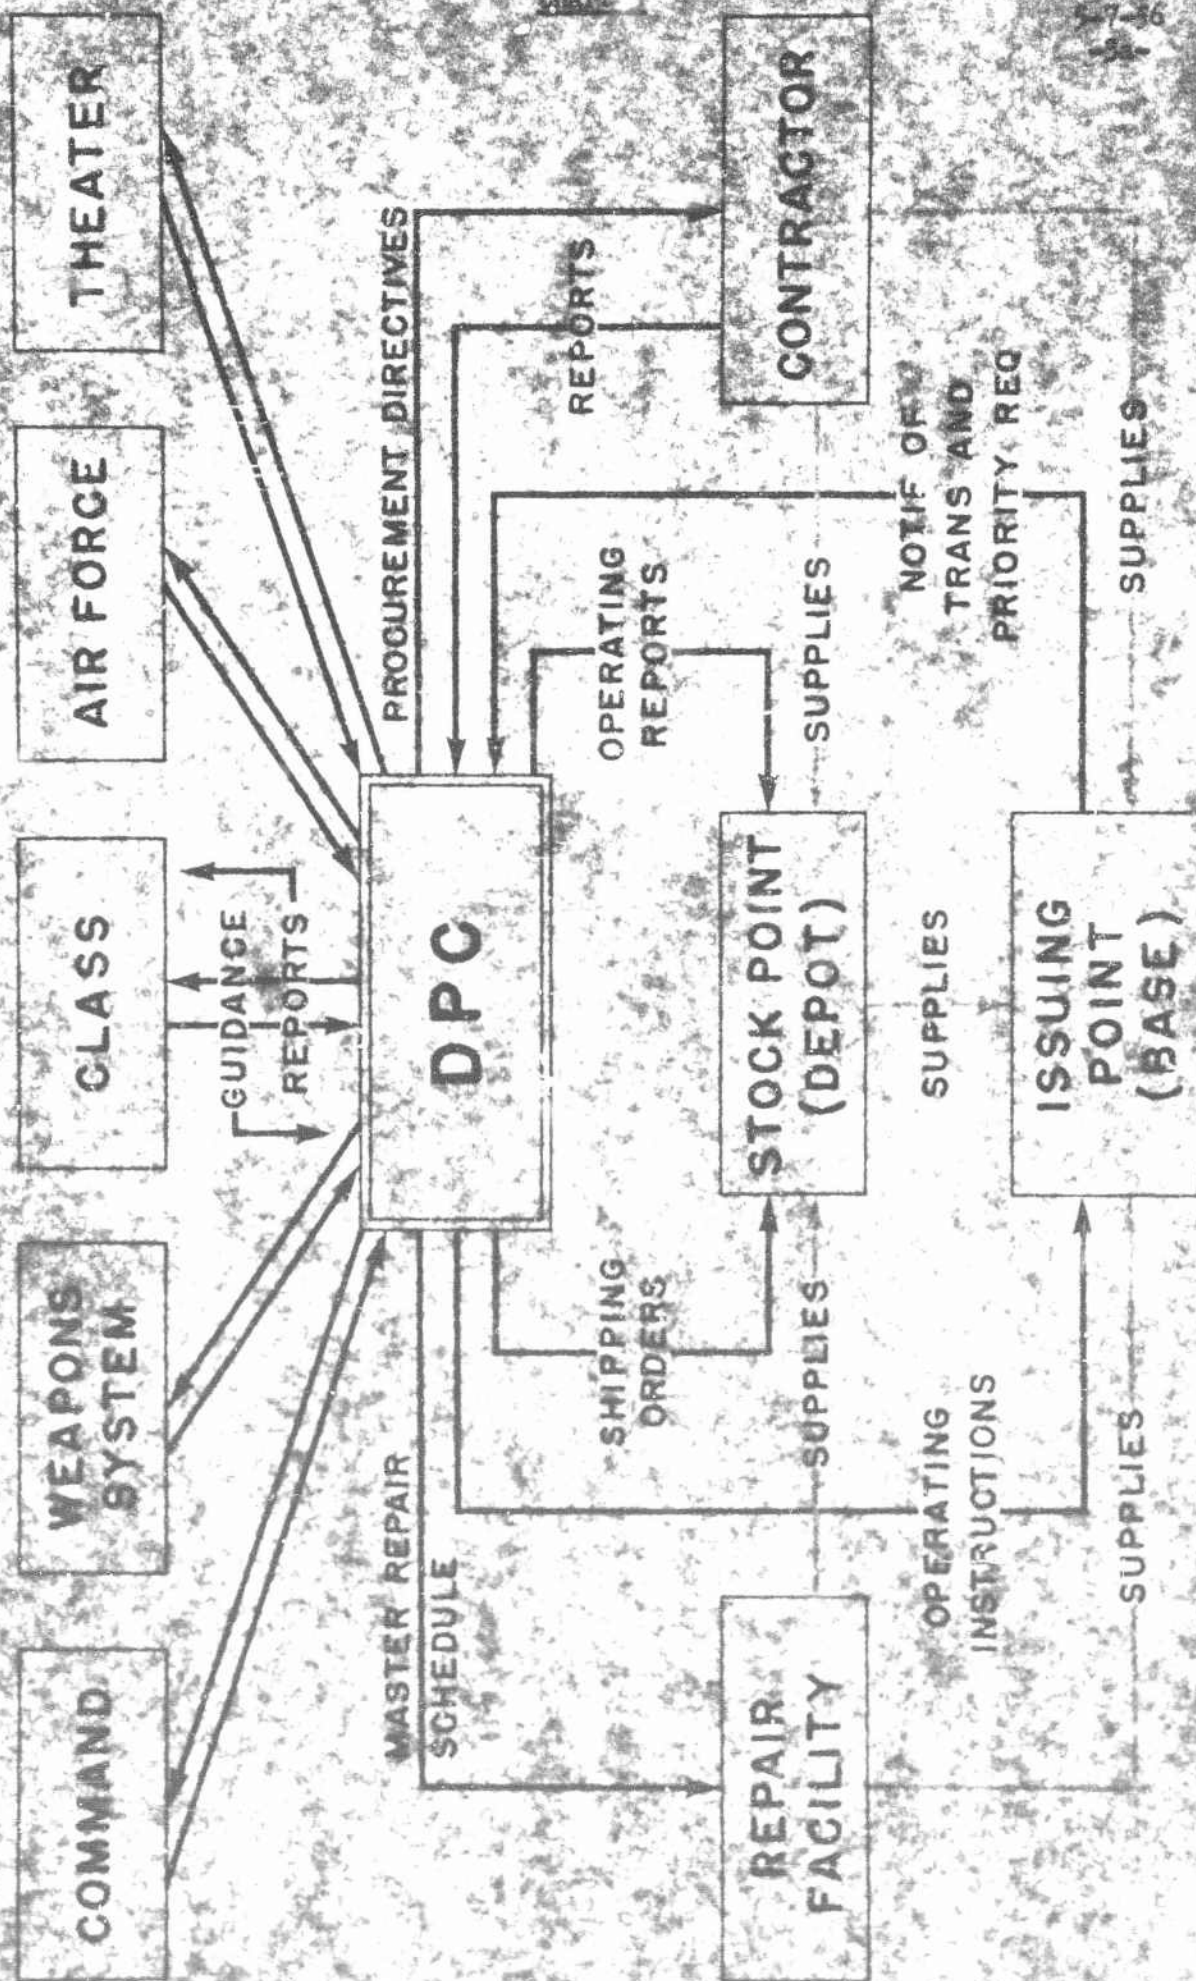 COMMAND
WEAPONS
SYSTEM
CLASS
AIR FORCE
THEATER
GUIDANCE
REPORTS
MASTER REPAIR
SCHEDULE
DPC
PROCUREMENT DIRECTIVES
REPORTS
SHIPPING
ORDERS
OPERATING
REPORTS
REPAIR
FACILITY
SUPPLIES
STOCK POINT
(DEPOT)
SUPPLIES
CONTRACTOR
OPERATING
INSTRUCTIONS
SUPPLIES
NOTIF OF
TRANS AND
PRIORITY REQ
SUPPLIES
ISSUING
POINT
(BASE)
SUPPLIES